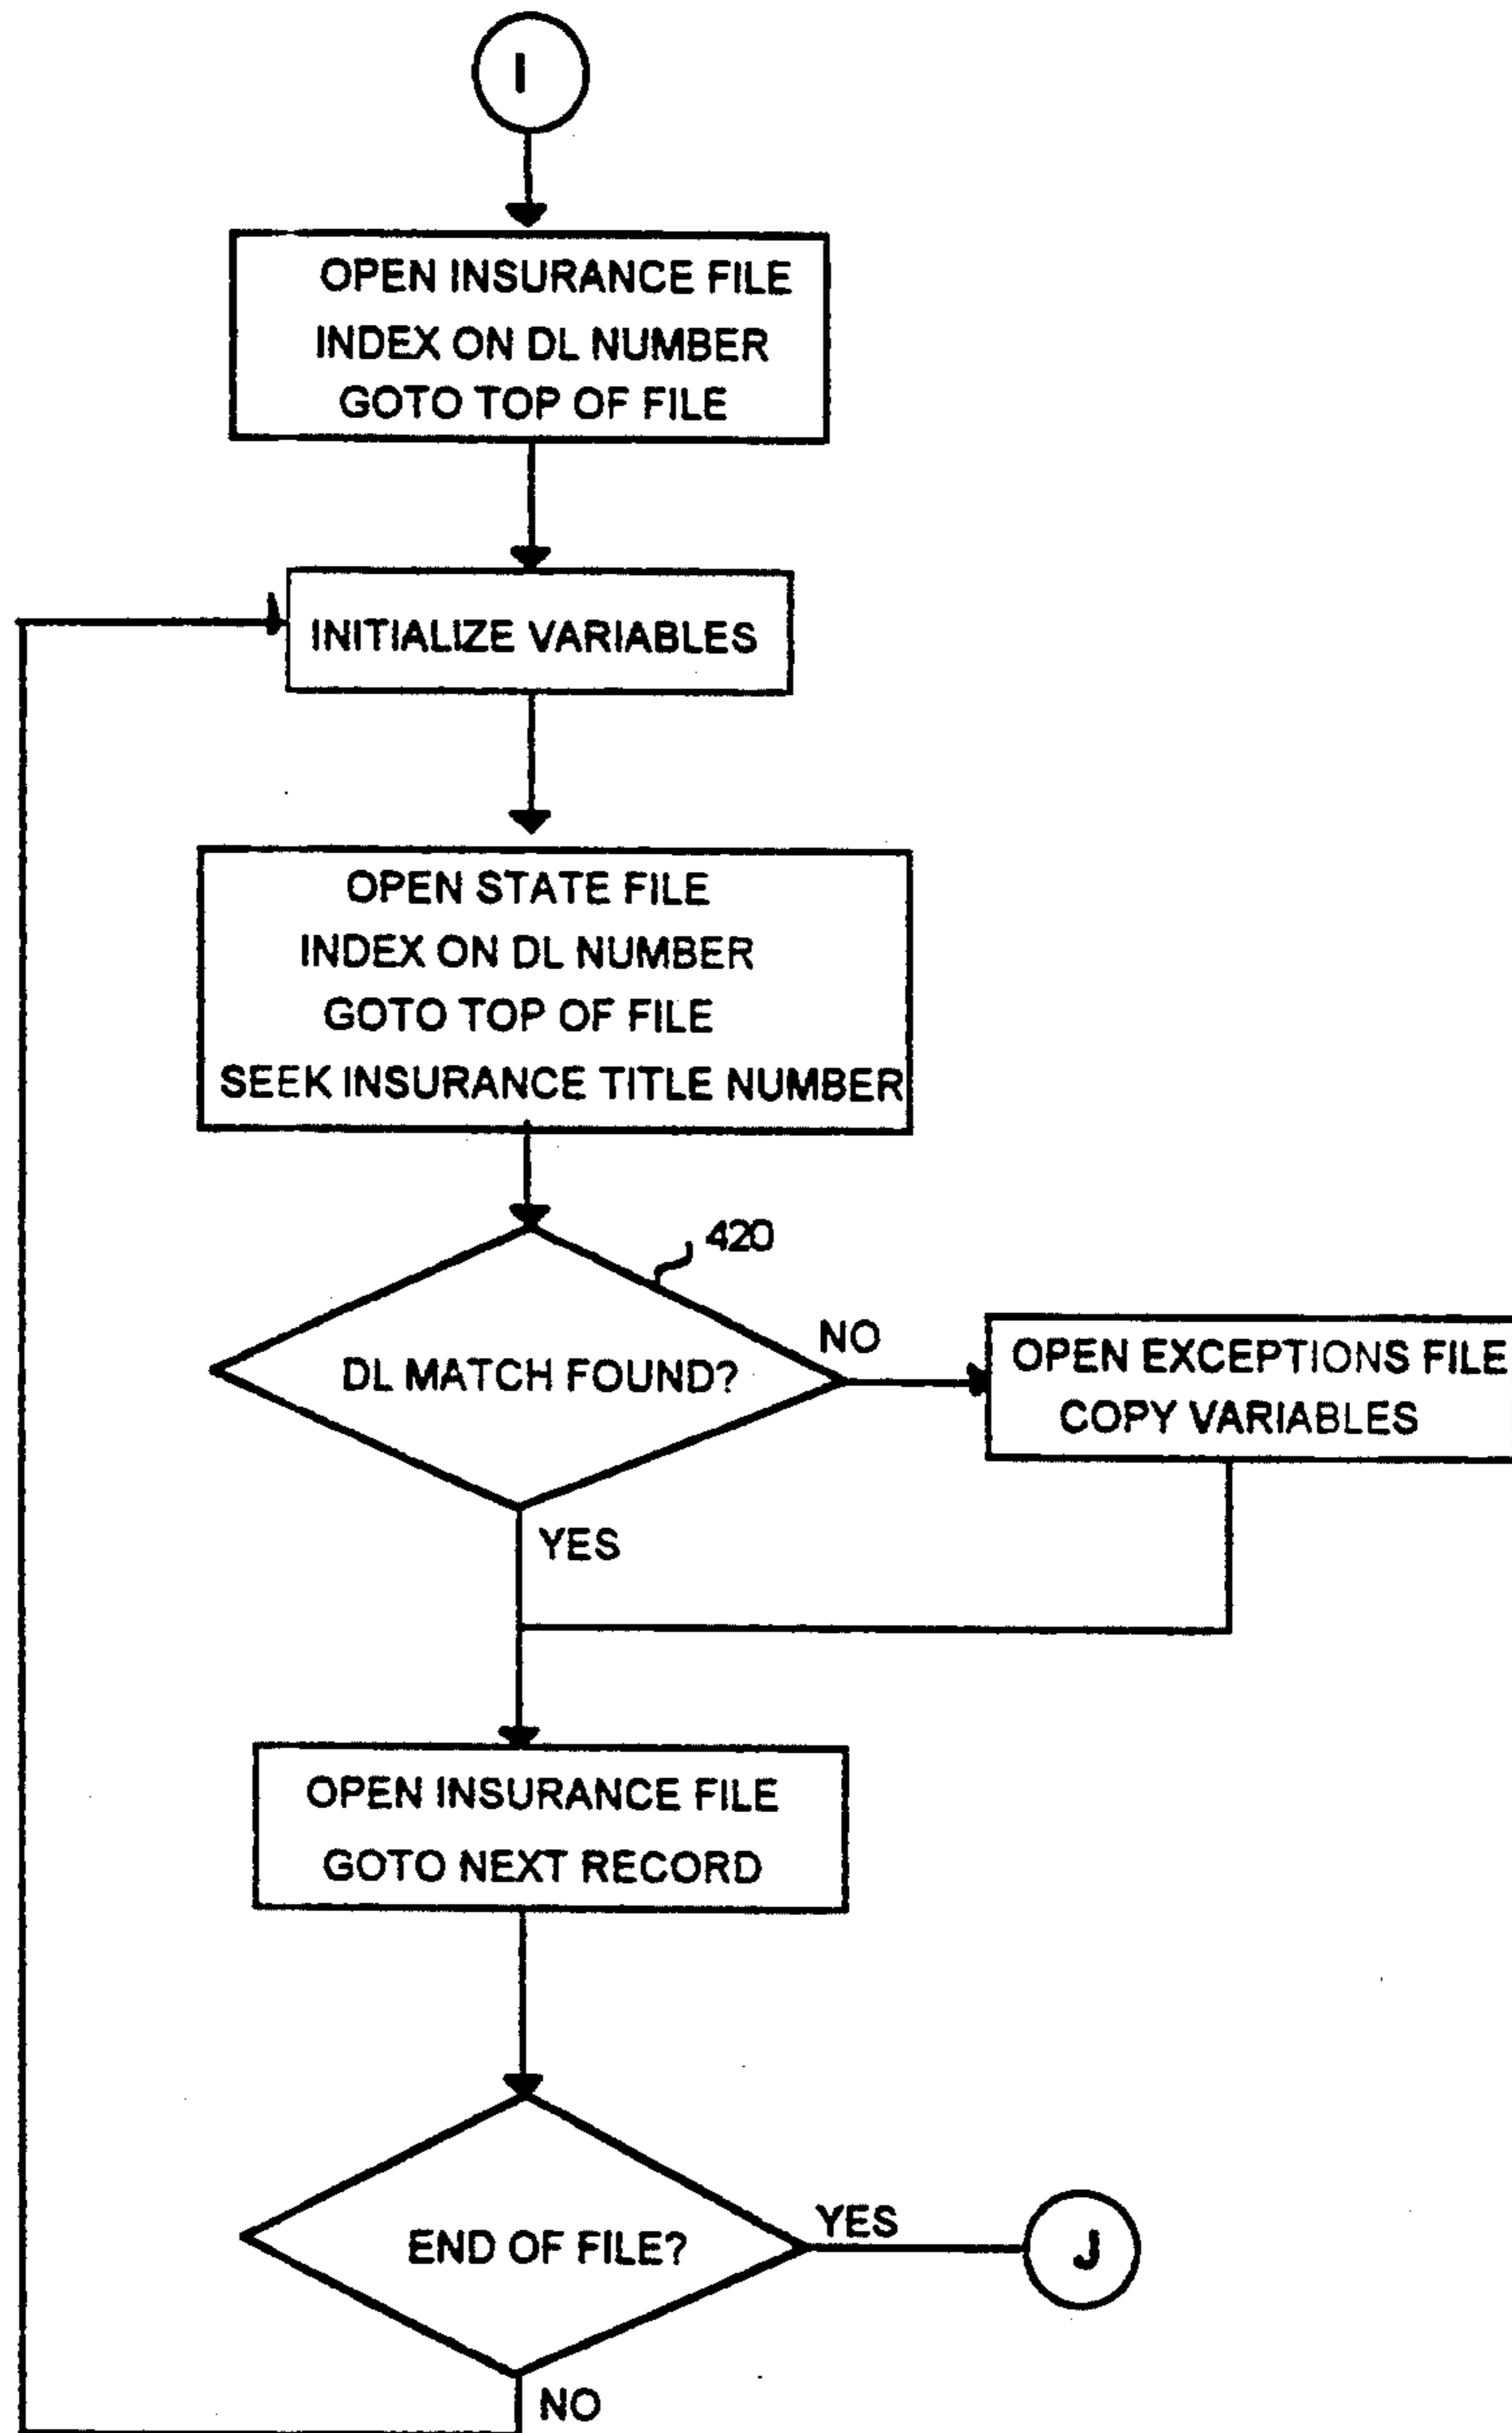 I
OPEN INSURANCE FILE
INDEX ON DL NUMBER
GOTO TOP OF FILE
INITIALIZE VARIABLES
OPEN STATE FILE
INDEX ON DL NUMBER
GOTO TOP OF FILE
SEEK INSURANCE TITLE NUMBER
420
DL MATCH FOUND?
NO
OPEN EXCEPTIONS FILE
COPY VARIABLES
YES
OPEN INSURANCE FILE
GOTO NEXT RECORD
END OF FILE?
YES
J
NO